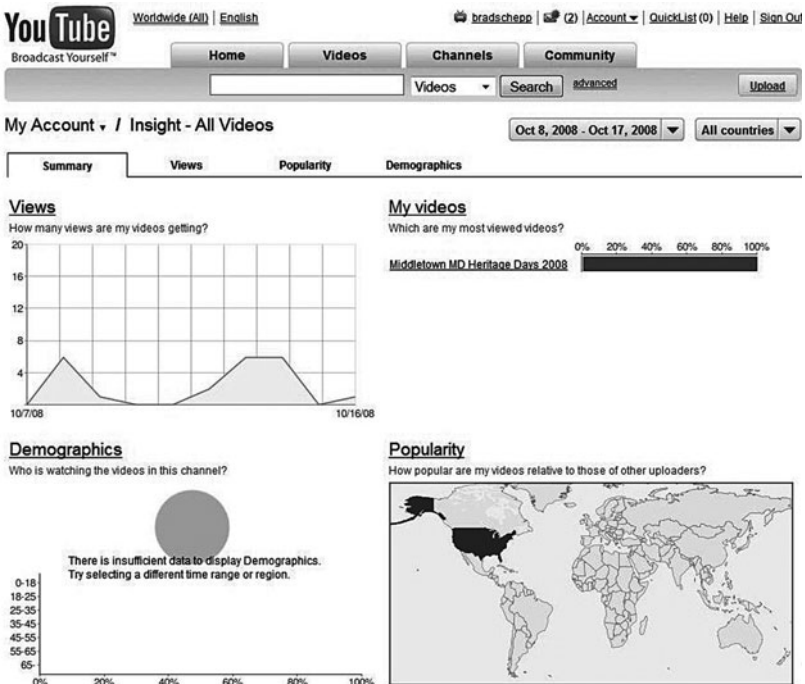 YouTube
Broadcast Yourself™
Worldwide (All) | English
bradschepp | (2) | Account ▾ | QuickList (0) | Help | Sign Out
Home Videos Channels Community
Videos Search advanced Upload
My Account ▾ / Insight - All Videos
Oct 8, 2008 - Oct 17, 2008
All countries
Summary Views Popularity Demographics
Views
How many views are my videos getting?
20
16
12
8
4
10/7/08 10/16/08
My videos
Which are my most viewed videos?
0% 20% 40% 60% 80% 100%
Middletown MD Heritage Days 2008
Demographics
Who is watching the videos in this channel?
There is insufficient data to display Demographics.
Try selecting a different time range or region.
0-18
18-25
25-35
35-45
45-55
55-65
65-
0% 20% 40% 60% 80% 100%
Popularity
How popular are my videos relative to those of other uploaders?